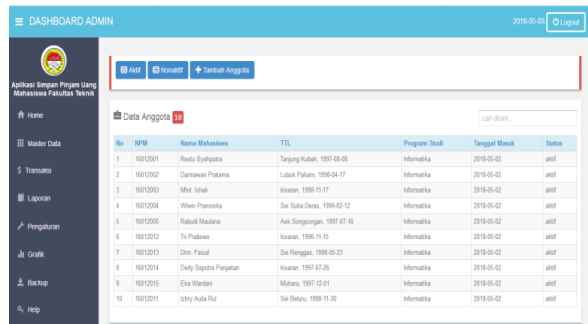 DASHBOARD ADMIN
2018-05-03 Logout
Aplikasi Simpan Pinjam Uang
Mahasiswa Fakultas Teknik
Home
Master Data
$ Transaksi
Laporan
Pengaturan
Grafik
Backup
Help
Aktif Nonaktif + Tambah Anggota
Data Anggota 10 cari disini...
No NPM Nama Mahasiswa TTL Program Studi Tanggal Masuk Status
1 16012001 Restu Syahputra Tanjung Kubah, 1997-08-08 Informatika 2018-05-02 aktif
2 16012002 Darmawan Pratama Lubuk Pakam, 1998-04-17 Informatika 2018-05-02 aktif
3 16012003 Mhd. Ishak kisaran, 1998-11-17 Informatika 2018-05-02 aktif
4 16012004 Wiwin Pransiska Sei Suka Deras, 1999-02-12 Informatika 2018-05-02 aktif
5 16012005 Rabudi Maulana Aek Songsongan, 1997-07-16 Informatika 2018-05-02 aktif
6 16012012 Tri Prabowo kisaran, 1996-11-15 Informatika 2018-05-02 aktif
7 16012013 Dtm. Faisal Sei Renggas, 1998-05-23 Informatika 2018-05-02 aktif
8 16012014 Dedy Saputra Panjaitan kisaran, 1997-07-26 Informatika 2018-05-02 aktif
9 16012015 Eka Wardani Mutiara, 1997-12-01 Informatika 2018-05-02 aktif
10 16012011 Aulia Rul Sei Beluru, 1998-11-30 Informatika 2018-05-02 aktif